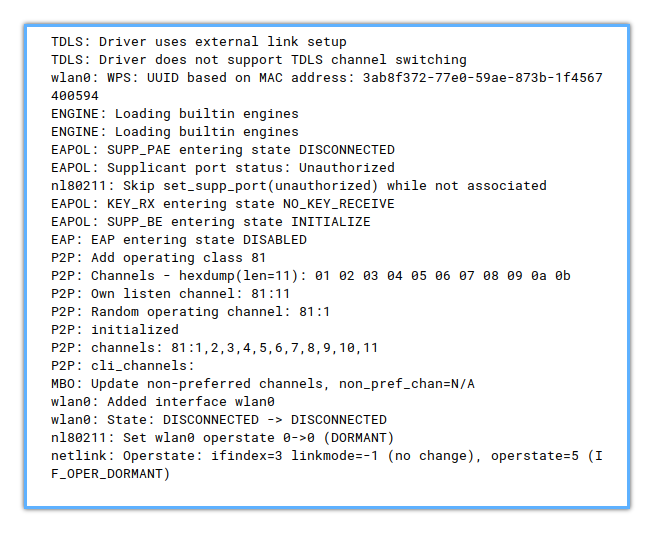 TDLS: Driver uses external link setup
TDLS: Driver does not support TDLS channel switching
wlan0: WPS: UUID based on MAC address: 3ab8f372-77e0-59ae-873b-1f4567
400594
ENGINE: Loading builtin engines
ENGINE: Loading builtin engines
EAPOL: SUPP_PAE entering state DISCONNECTED
EAPOL: Supplicant port status: Unauthorized
nl80211: Skip set_supp_port(unauthorized) while not associated
EAPOL: KEY_RX entering state NO_KEY_RECEIVE
EAPOL: SUPP_BE entering state INITIALIZE
EAP: EAP entering state DISABLED
P2P: Add operating class 81
P2P: Channels - hexdump(len=11): 01 02 03 04 05 06 07 08 09 0a 0b
P2P: Own listen channel: 81:11
P2P: Random operating channel: 81:1
P2P: initialized
P2P: channels: 81:1,2,3,4,5,6,7,8,9,10,11
P2P: cli_channels:
MBO: Update non-preferred channels, non_pref_chan=N/A
wlan0: Added interface wlan0
wlan0: State: DISCONNECTED -> DISCONNECTED
nl80211: Set wlan0 operstate 0->0 (DORMANT)
netlink: Operstate: ifindex=3 linkmode=-1 (no change), operstate=5 (I
F_OPER_DORMANT)